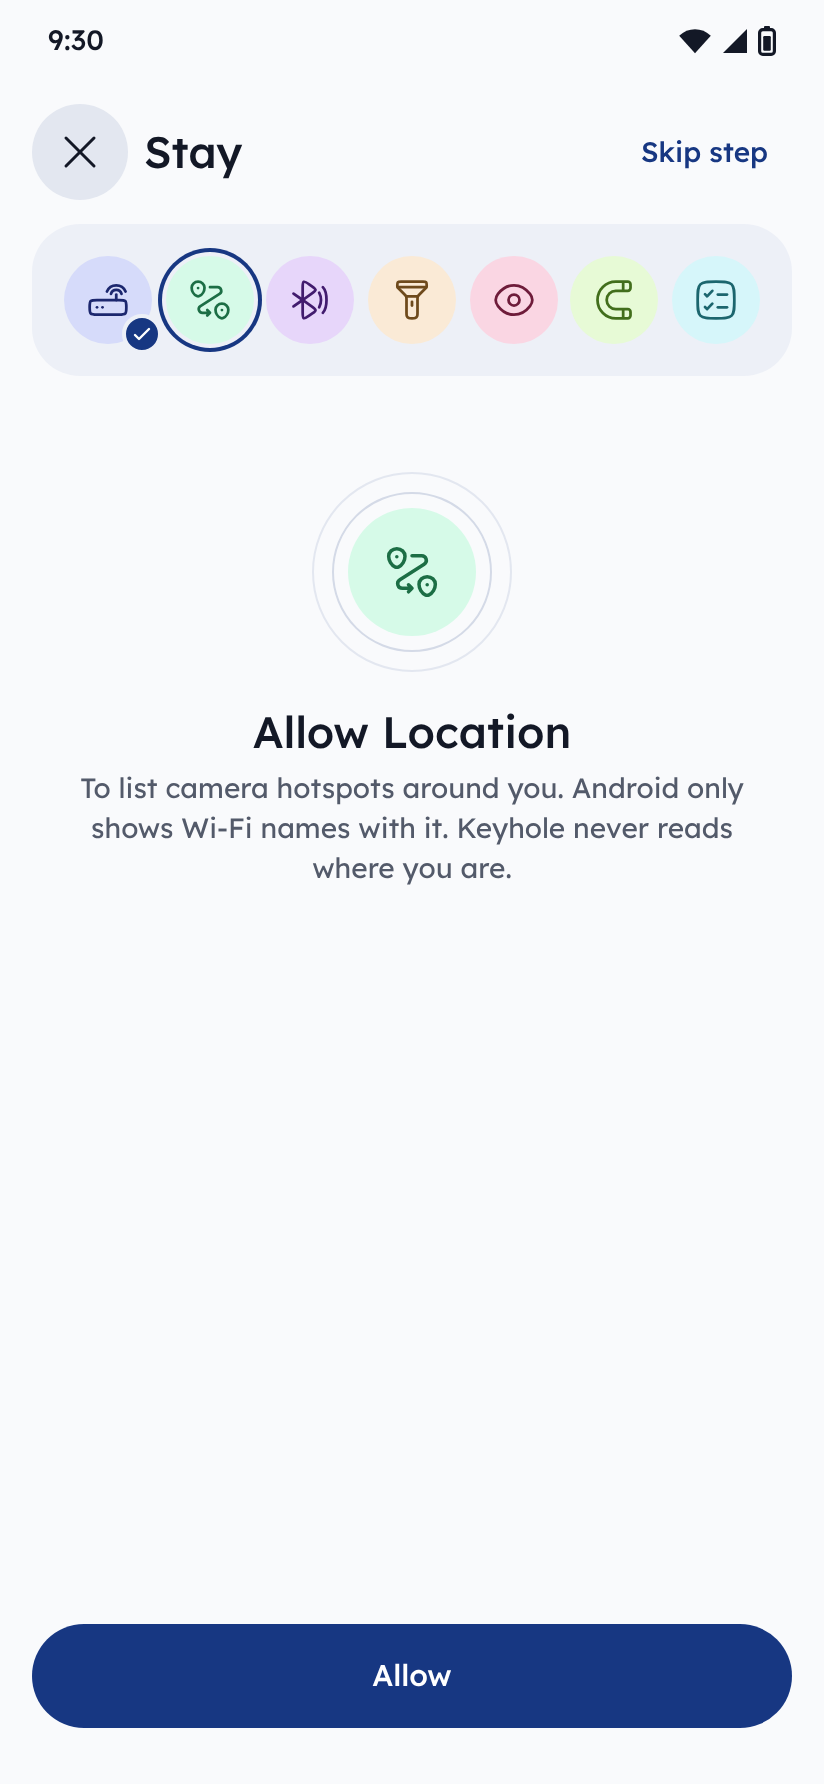 9:30
Stay
Skip step
Allow Location
To list camera hotspots around you. Android only
shows Wi-Fi names with it. Keyhole never reads
where you are.
Allow